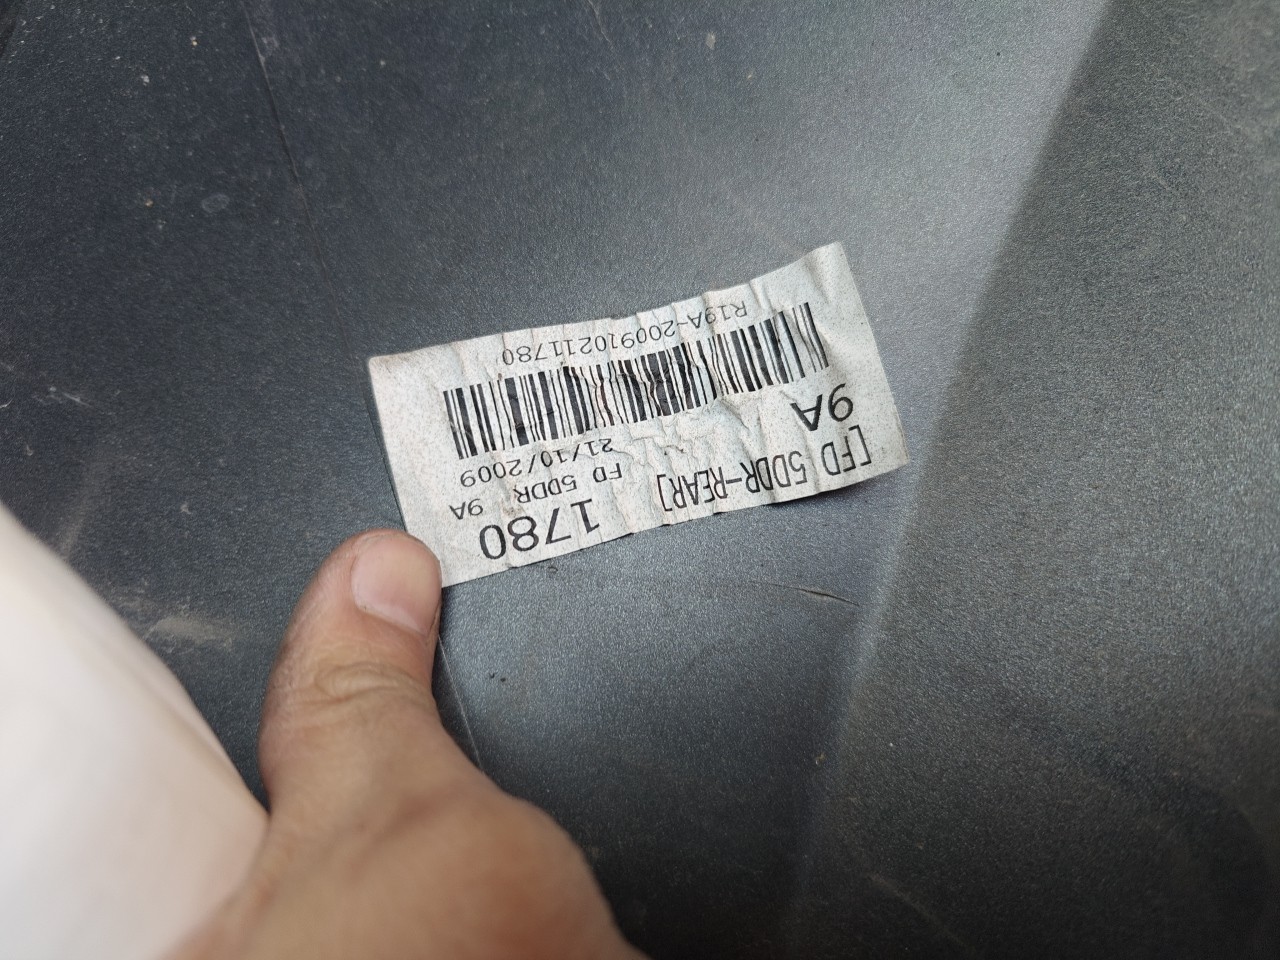 1780
[FD 5DDR-REAR]
FD 5DDR 9A
21/10/2009
9A
R19A-200910211780